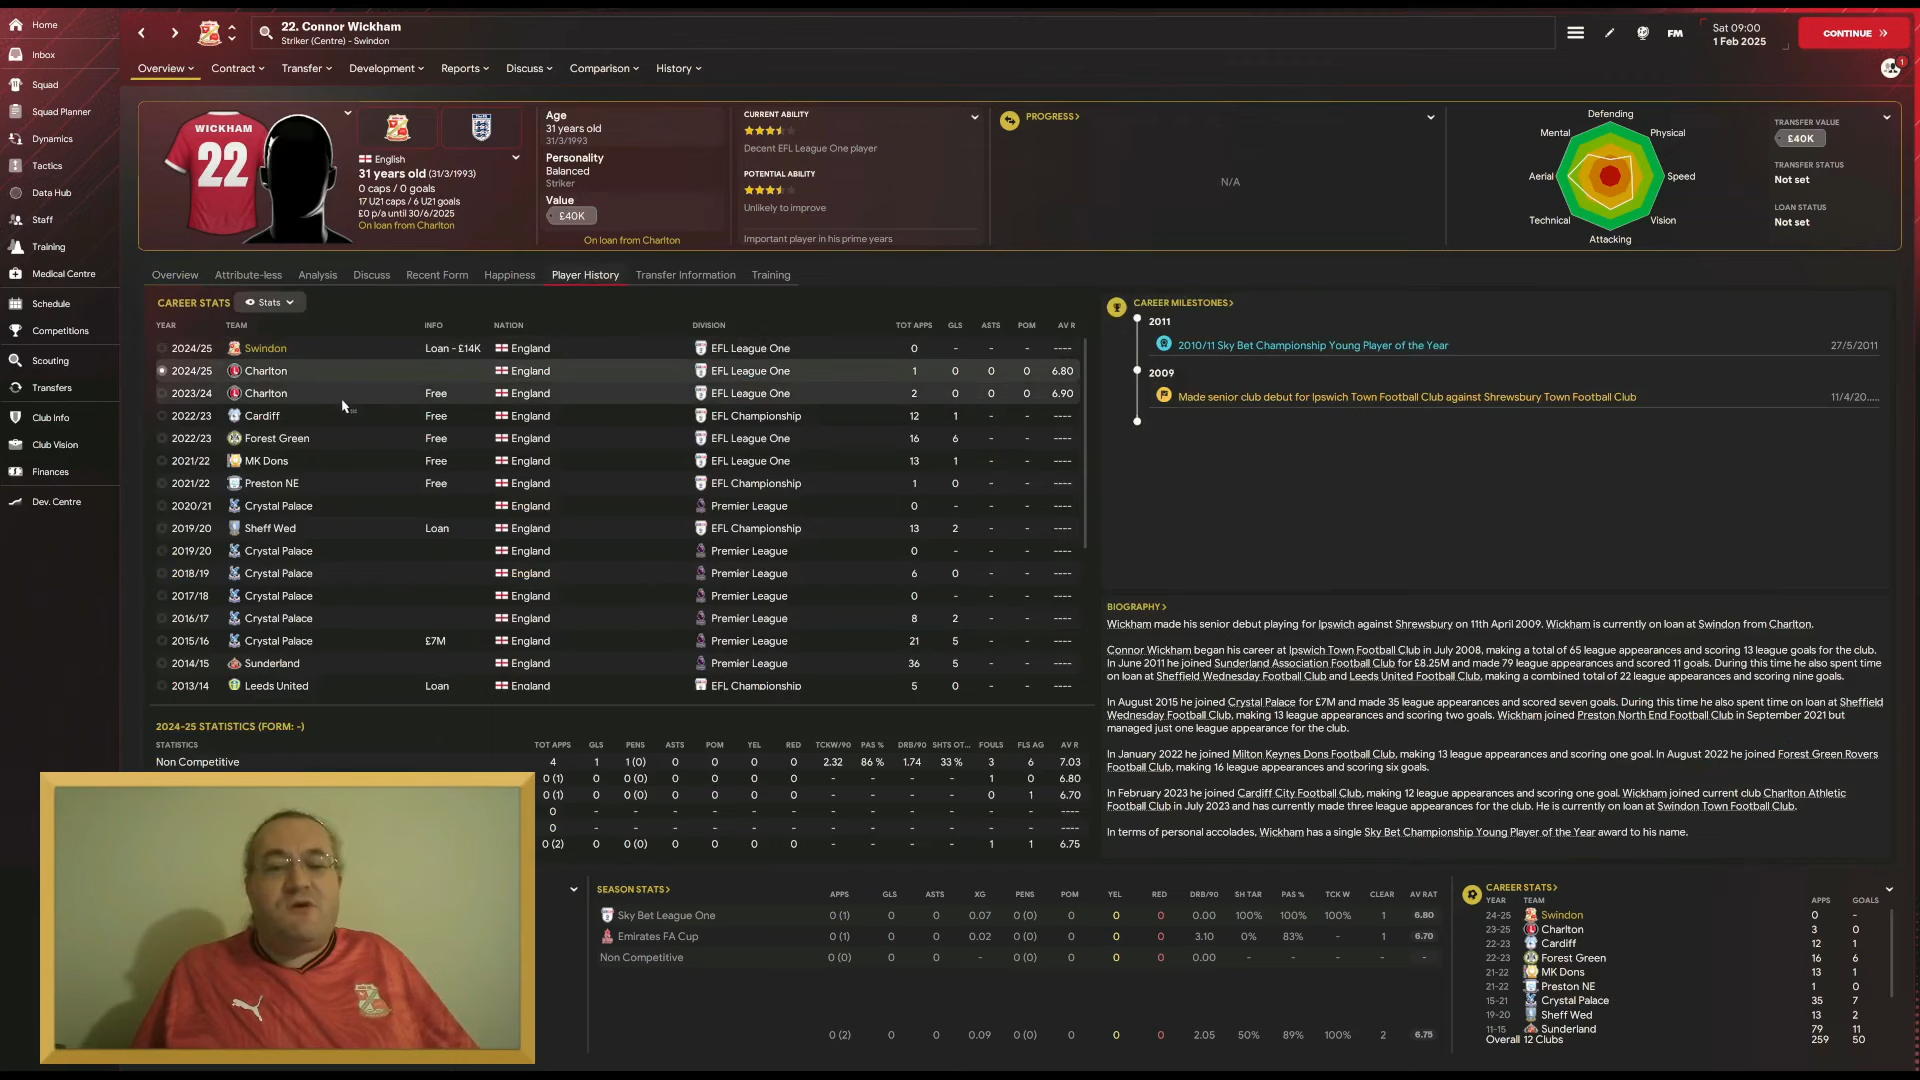 Home
Inbox
Squad
Squad Planner
Dynamics
Tactics
Data Hub
Staff
Training
Medical Centre
Schedule
Competitions
Scouting
Transfers
Club Info
Club Vision
Finances
Dev. Centre
22. Connor Wickham
Striker (Centre) - Swindon
FM
Sat 09:00
1 Feb 2025
CONTINUE
Overview Contract Transfer Development Reports Discuss Comparison History
1
WICKHAM
22
English
31 years old (31/3/1993)
0 caps / 0 goals
17 U21 caps / 6 U21 goals
£0 p/a until 30/6/2025
On loan from Charlton
Age
31 years old
31/3/1993
Personality
Balanced
Striker
Value
£40K
On loan from Charlton
CURRENT ABILITY
Decent EFL League One player
POTENTIAL ABILITY
Unlikely to improve
Important player in his prime years
PROGRESS>
N/A
Defending
Mental Physical
Aerial Speed
Technical Vision
Attacking
TRANSFER VALUE
£40K
TRANSFER STATUS
Not set
LOAN STATUS
Not set
Overview Attribute-less Analysis Discuss Recent Form Happiness Player History Transfer Information Training
CAREER STATS Stats
YEAR TEAM INFO NATION DIVISION TOT APPS GLS ASTS POM AV R
2024/25 Swindon Loan - £14K England EFL League One 0 - - - ----
2024/25 Charlton England EFL League One 1 0 0 0 6.80
2023/24 Charlton Free England EFL League One 2 0 0 0 6.90
2022/23 Cardiff Free England EFL Championship 12 1 - - ----
2022/23 Forest Green Free England EFL League One 16 6 - - ----
2021/22 MK Dons Free England EFL League One 13 1 - - ----
2021/22 Preston NE Free England EFL Championship 1 0 - - ----
2020/21 Crystal Palace England Premier League 0 - - - ----
2019/20 Sheff Wed Loan England EFL Championship 13 2 - - ----
2019/20 Crystal Palace England Premier League 0 - - - ----
2018/19 Crystal Palace England Premier League 6 0 - - ----
2017/18 Crystal Palace England Premier League 0 - - - ----
2016/17 Crystal Palace England Premier League 8 2 - - ----
2015/16 Crystal Palace £7M England Premier League 21 5 - - ----
2014/15 Sunderland England Premier League 36 5 - - ----
2013/14 Leeds United Loan England EFL Championship 5 0 - - ----
CAREER MILESTONES>
2011
2010/11 Sky Bet Championship Young Player of the Year 27/5/2011
2009
Made senior club debut for Ipswich Town Football Club against Shrewsbury Town Football Club 11/4/20.....
BIOGRAPHY>
Wickham made his senior debut playing for Ipswich against Shrewsbury on 11th April 2009. Wickham is currently on loan at Swindon from Charlton.
Connor Wickham began his career at Ipswich Town Football Club in July 2008, making a total of 65 league appearances and scoring 13 league goals for the club.
In June 2011 he joined Sunderland Association Football Club for £8.25M and made 79 league appearances and scored 11 goals. During this time he also spent time
on loan at Sheffield Wednesday Football Club and Leeds United Football Club, making a combined total of 22 league appearances and scoring nine goals.
In August 2015 he joined Crystal Palace for £7M and made 35 league appearances and scored seven goals. During this time he also spent time on loan at Sheffield
Wednesday Football Club, making 13 league appearances and scoring two goals. Wickham joined Preston North End Football Club in September 2021 but
managed just one league appearance for the club.
In January 2022 he joined Milton Keynes Dons Football Club, making 13 league appearances and scoring one goal. In August 2022 he joined Forest Green Rovers
Football Club, making 16 league appearances and scoring six goals.
In February 2023 he joined Cardiff City Football Club, making 12 league appearances and scoring one goal. Wickham joined current club Charlton Athletic
Football Club in July 2023 and has currently made three league appearances for the club. He is currently on loan at Swindon Town Football Club.
In terms of personal accolades, Wickham has a single Sky Bet Championship Young Player of the Year award to his name.
2024-25 STATISTICS (FORM: -)
STATISTICS TOT APPS GLS PENS ASTS POM YEL RED TCKW/90 PAS % DRB/90 SHTS OT... FOULS FLS AG AV R
Non Competitive 4 1 1 (0) 0 0 0 0 2.32 86 % 1.74 33 % 3 6 7.03
0 (1) 0 0 (0) 0 0 0 0 - - - - 1 0 6.80
0 (1) 0 0 (0) 0 0 0 0 - - - - 0 1 6.70
0 - - - - - - - - - - - - ----
0 - - - - - - - - - - - - ----
0 (2) 0 0 (0) 0 0 0 0 - - - - 1 1 6.75
SEASON STATS> APPS GLS ASTS XG PENS POM YEL RED DRB/90 SH TAR PAS % TCK W CLEAR AV RAT
Sky Bet League One 0 (1) 0 0 0.07 0 (0) 0 0 0 0.00 100% 100% 100% 1 6.80
Emirates FA Cup 0 (1) 0 0 0.02 0 (0) 0 0 0 3.10 0% 83% - 1 6.70
Non Competitive 0 (0) 0 0 - 0 (0) 0 0 0 0.00 - - - - -
0 (2) 0 0 0.09 0 (0) 0 0 0 2.05 50% 89% 100% 2 6.75
CAREER STATS>
YEAR TEAM APPS GOALS
24-25 Swindon 0 -
23-25 Charlton 3 0
22-23 Cardiff 12 1
22-23 Forest Green 16 6
21-22 MK Dons 13 1
21-22 Preston NE 1 0
15-21 Crystal Palace 35 7
19-20 Sheff Wed 13 2
11-15 Sunderland 79 11
Overall 12 Clubs 259 50